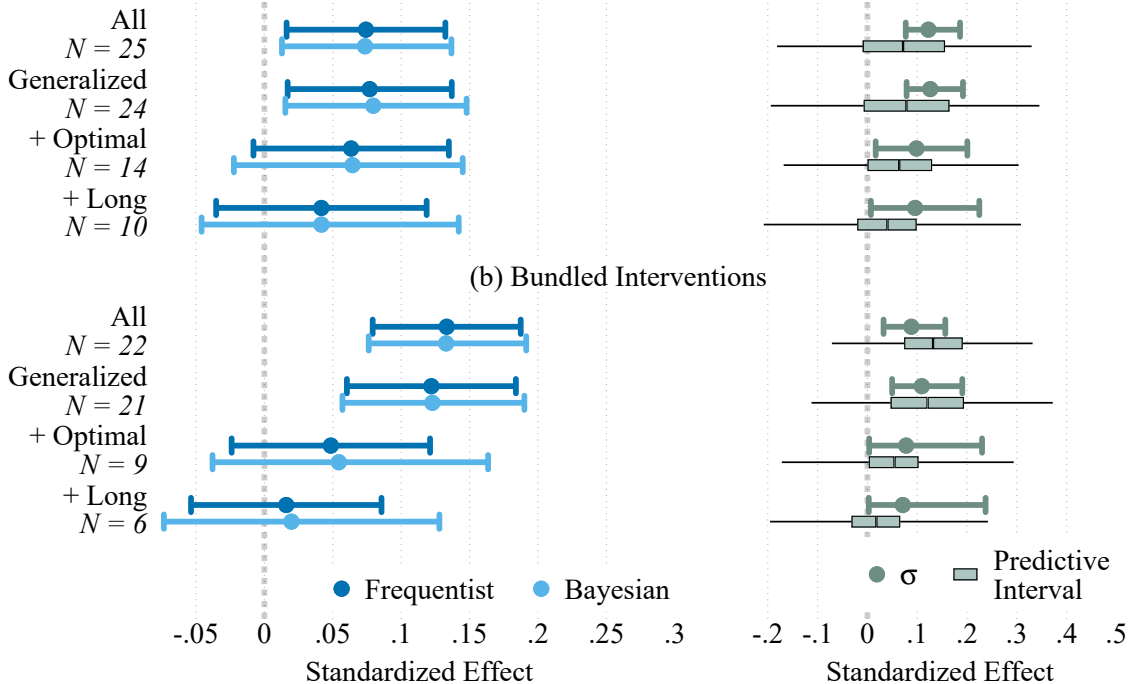 All
N = 25
Generalized
N = 24
+ Optimal
N = 14
+ Long
N = 10
(b) Bundled Interventions
All
N = 22
Generalized
N = 21
+ Optimal
N = 9
+ Long
N = 6
Frequentist Bayesian
σ Predictive Interval
-.05 0 .05 .1 .15 .2 .25 .3
-.2 -.1 0 .1 .2 .3 .4 .5
Standardized Effect
Standardized Effect